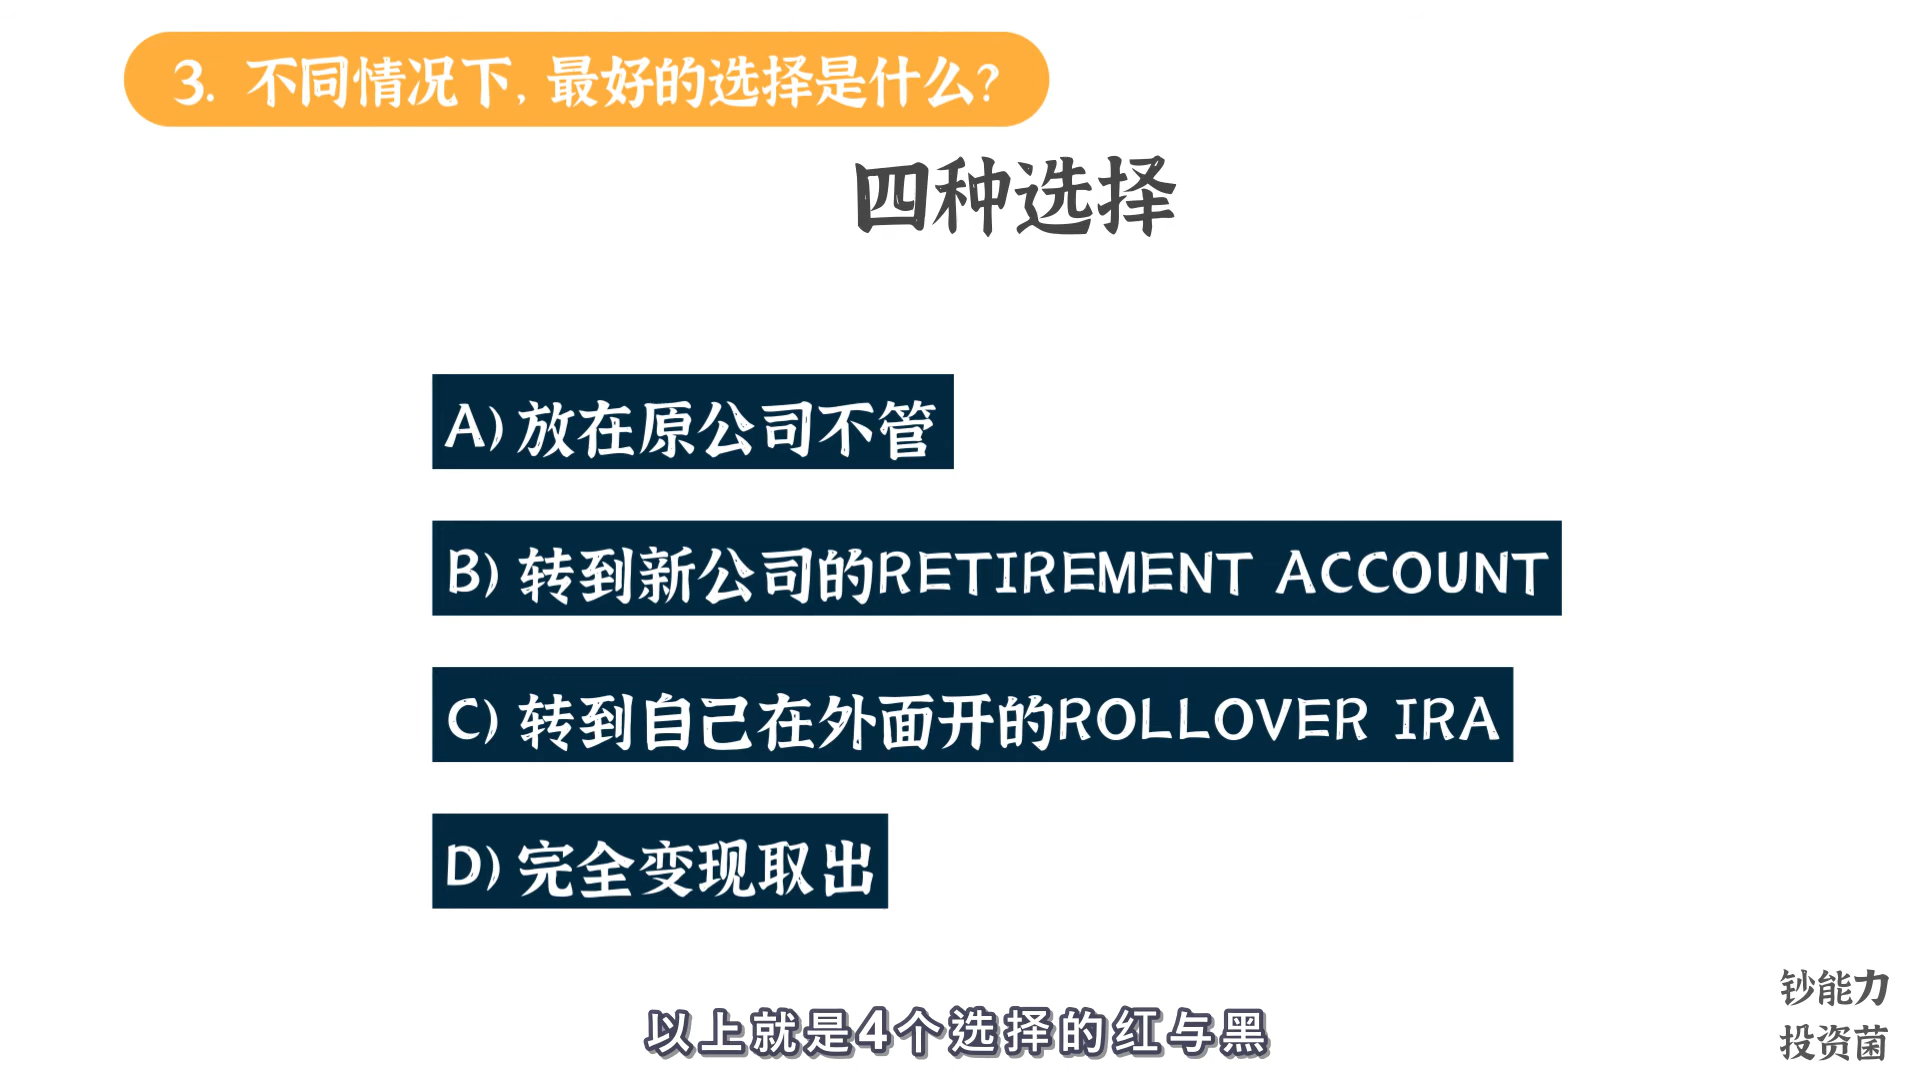 3. 不同情况下, 最好的选择是什么?
四种选择
A) 放在原公司不管
B) 转到新公司的RETIREMENT ACCOUNT
C) 转到自己在外面开的ROLLOVER IRA
D) 完全变现取出
以上就是4个选择的红与黑
钞能力
投资菌